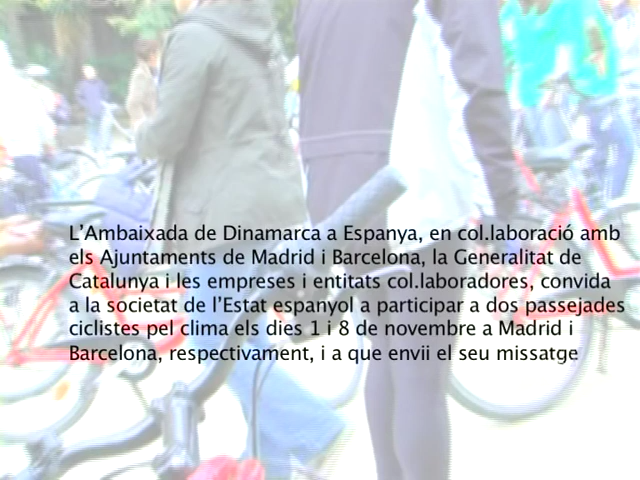 L'Ambaixada de Dinamarca a Espanya, en col.laboració amb
els Ajuntaments de Madrid i Barcelona, la Generalitat de
Catalunya i les empreses i entitats col.laboradores, convida
a la societat de l'Estat espanyol a participar a dos passejades
ciclistes pel clima els dies 1 i 8 de novembre a Madrid i
Barcelona, respectivament, i a que envii el seu missatge